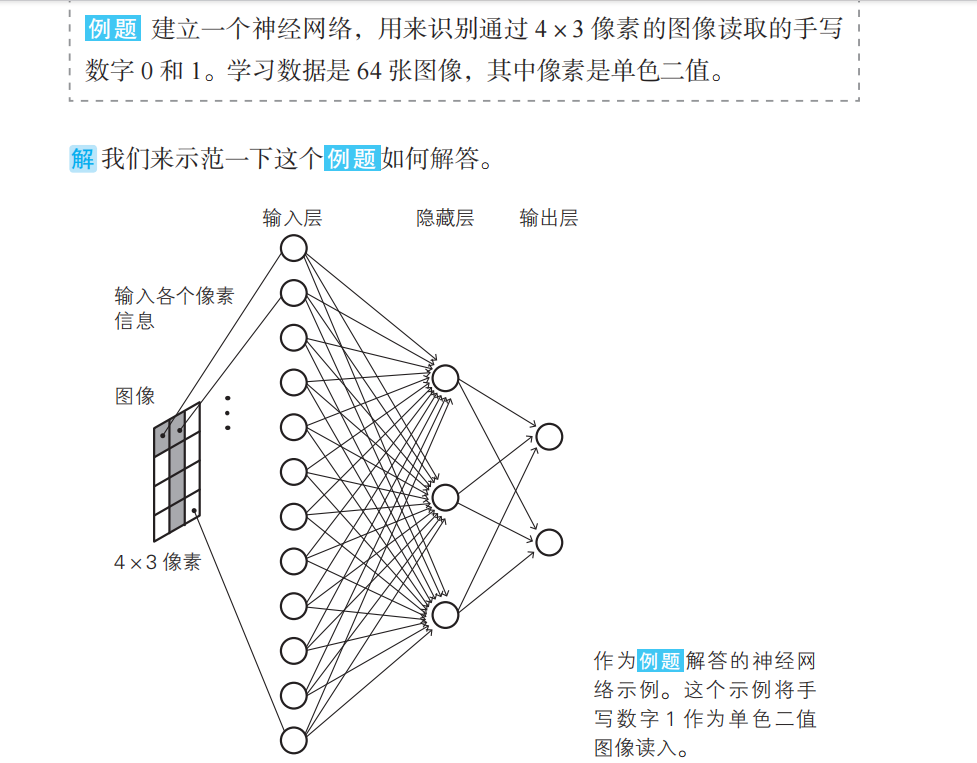 例题 建立一个神经网络，用来识别通过 4 × 3 像素的图像读取的手写
数字 0 和 1。学习数据是 64 张图像，其中像素是单色二值。
解 我们来示范一下这个例题如何解答。
输入层
隐藏层
输出层
输入各个像素
信息
图像
4 × 3 像素
作为例题解答的神经网
络示例。这个示例将手
写数字 1 作为单色二值
图像读入。